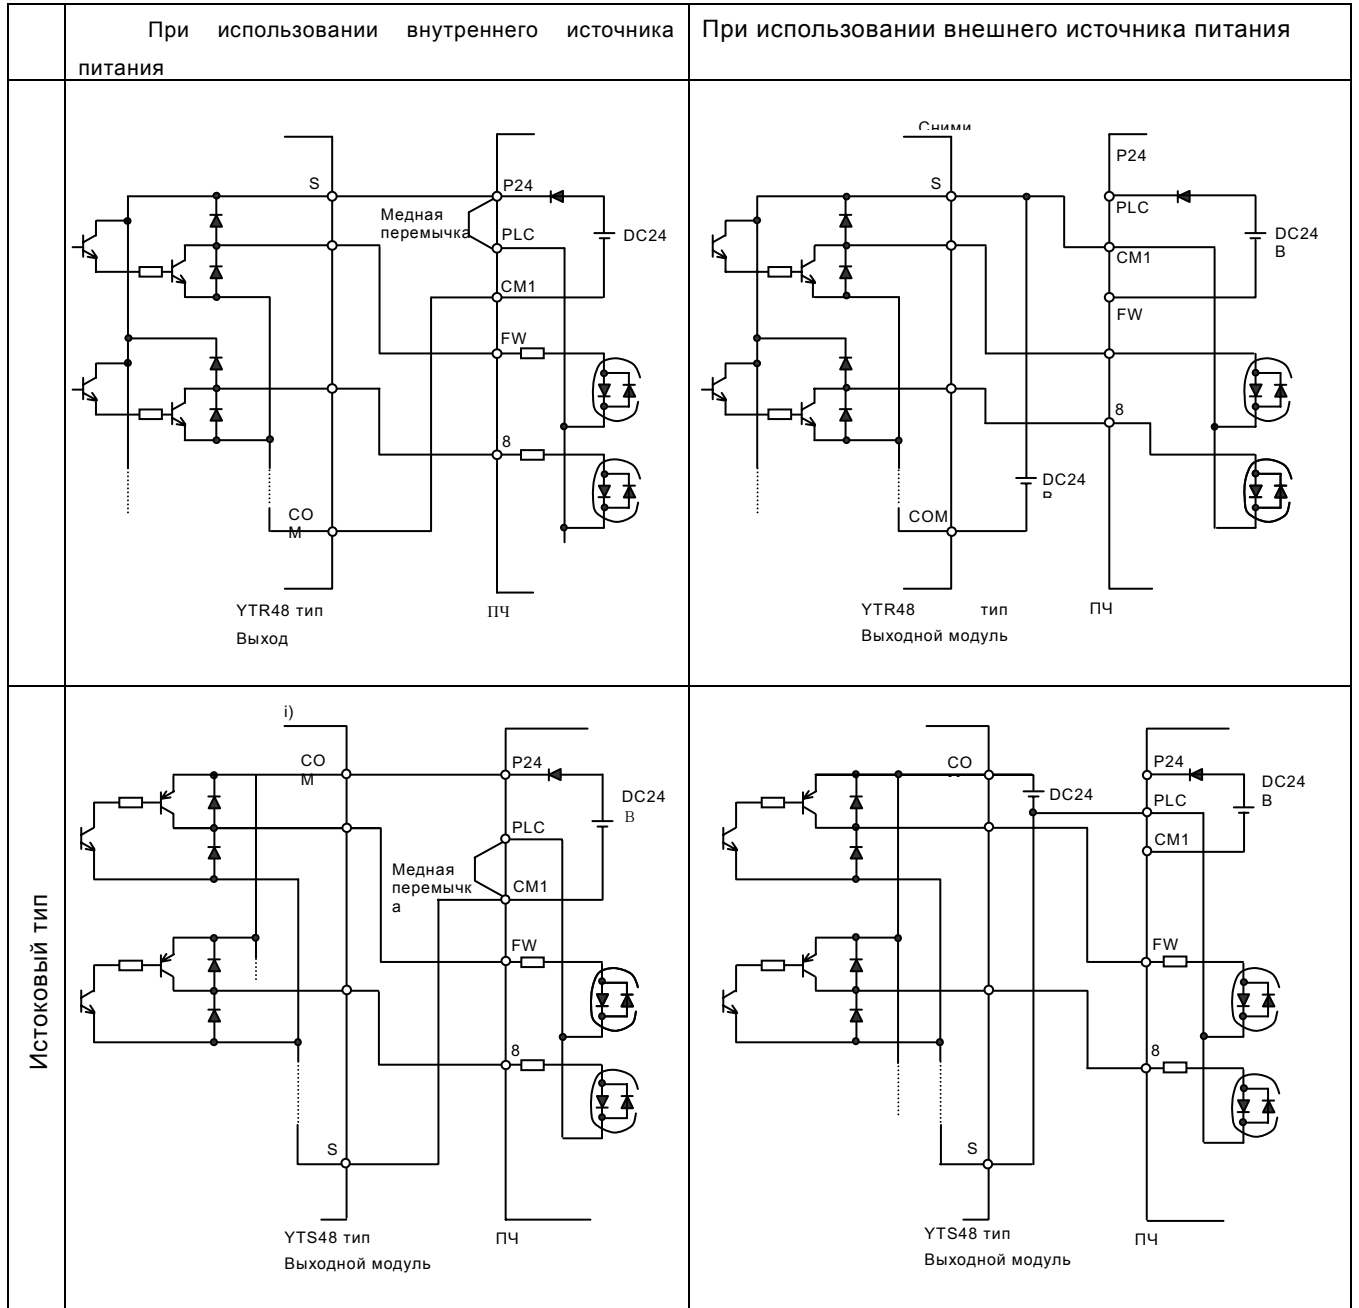 При использовании внутреннего источника
питания
При использовании внешнего источника питания
S
P24
Медная
перемычка
PLC
DC24
CM1
FW
8
CO
M
YTR48 тип
ПЧ
Выход
Сними
P24
S
PLC
DC24
В
CM1
FW
8
DC24
В
COM
YTR48 тип
ПЧ
Выходной модуль
Истоковый тип
i)
CO
M
P24
DC24
В
PLC
Медная
перемычк
а
CM1
FW
8
S
YTS48 тип
ПЧ
Выходной модуль
CO
P24
DC24
В
DC24
PLC
CM1
FW
8
S
YTS48 тип
ПЧ
Выходной модуль